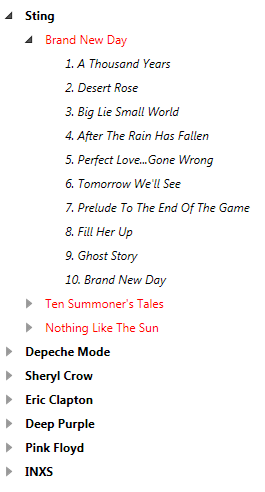 Sting
Brand New Day
1. A Thousand Years
2. Desert Rose
3. Big Lie Small World
4. After The Rain Has Fallen
5. Perfect Love...Gone Wrong
6. Tomorrow We'll See
7. Prelude To The End Of The Game
8. Fill Her Up
9. Ghost Story
10. Brand New Day
Ten Summoner's Tales
Nothing Like The Sun
Depeche Mode
Sheryl Crow
Eric Clapton
Deep Purple
Pink Floyd
INXS